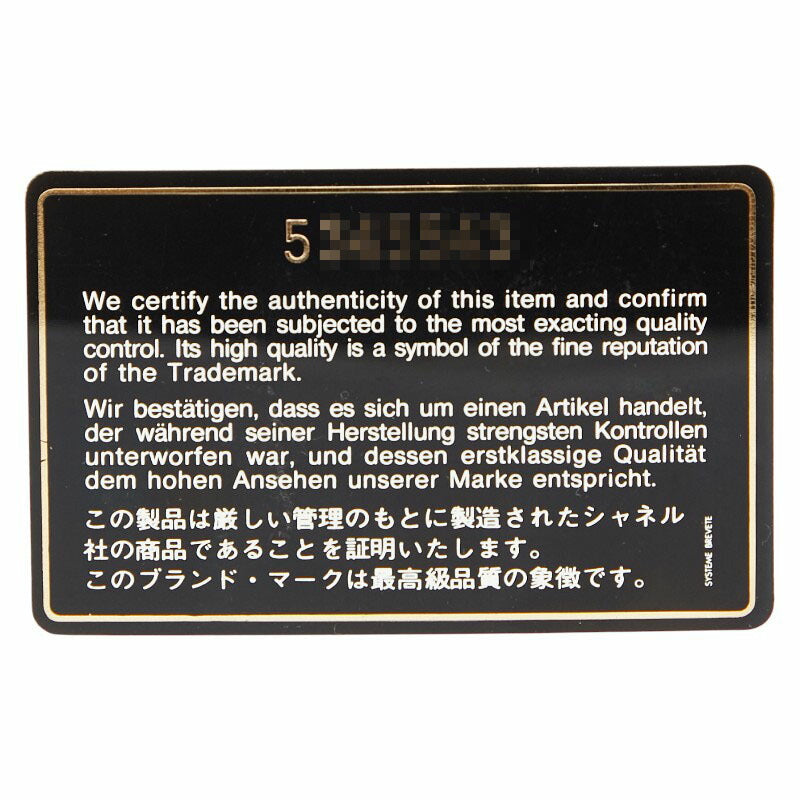 5
We certify the authenticity of this item and confirm
that it has been subjected to the most exacting quality
control. Its high quality is a symbol of the fine reputation
of the Trademark.
Wir bestätigen, dass es sich um einen Artikel handelt,
der während seiner Herstellung strengsten Kontrollen
unterworfen war, und dessen erstklassige Qualität
dem hohen Ansehen unserer Marke entspricht.
この製品は厳しい管理のもとに製造されたシャネル
社の商品であることを証明いたします。
このブランド・マークは最高級品質の象徴です。
SYSTEME BREVETE